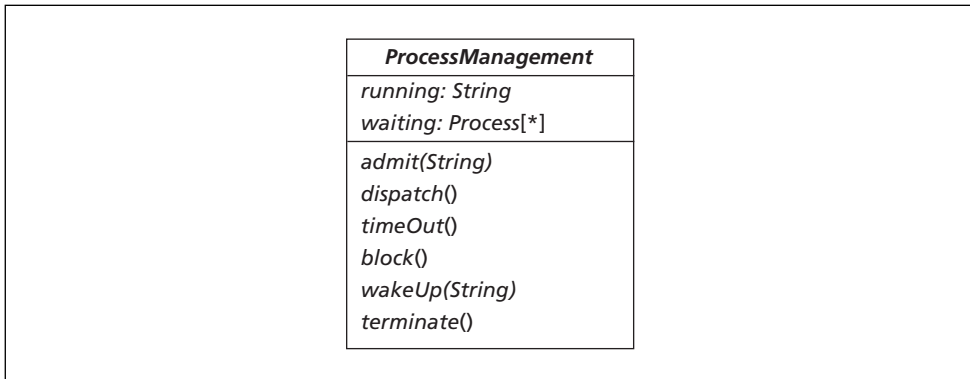 ProcessManagement
running: String
waiting: Process[*]
admit(String)
dispatch()
timeOut()
block()
wakeUp(String)
terminate()